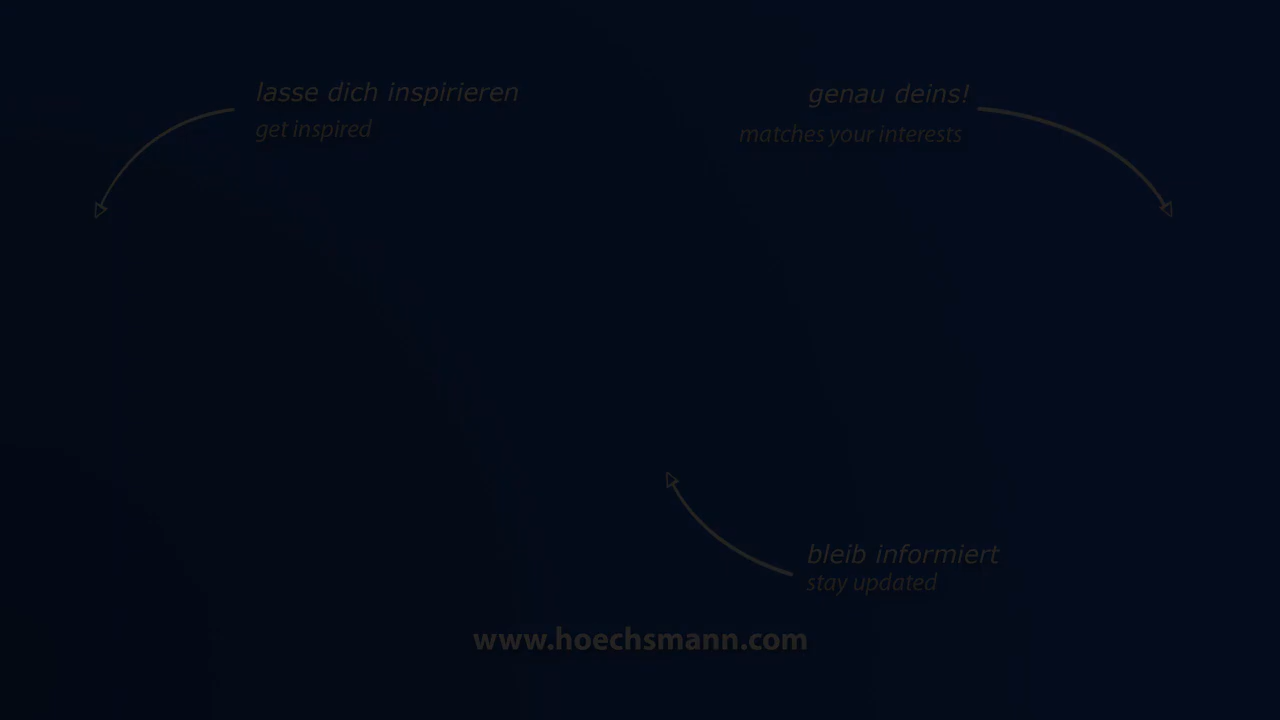 lasse dich inspirieren
get inspired
genau deins!
matches your interests
bleib informiert
stay updated
www.hoechsmann.com